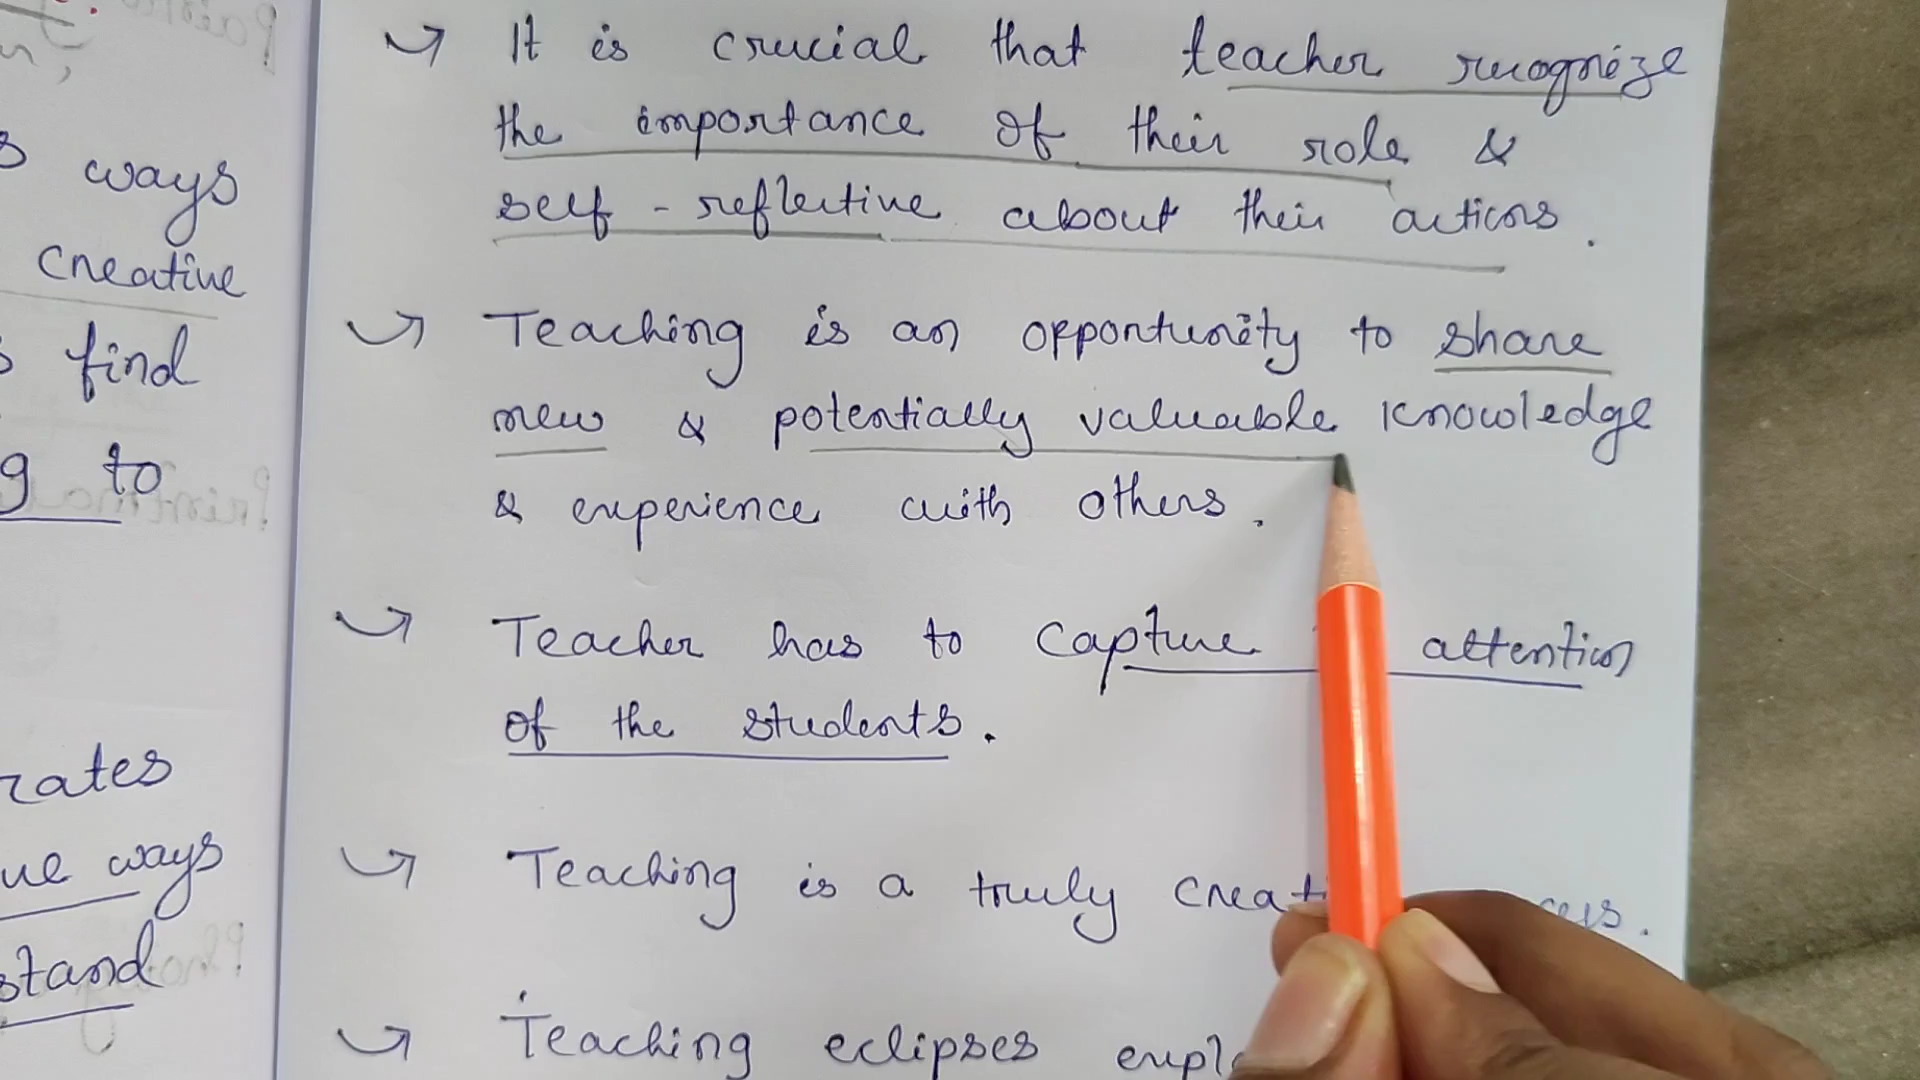 ways
creative
find
g to
rates
ue ways
stand
It is crucial that teacher recognize
the importance of their role &
self-reflective about their actions.
Teaching is an opportunity to share
new & potentially valuable knowledge
& experience with others.
Teacher has to capture attention
of the students.
Teaching is a truly creat
Teaching eclipses